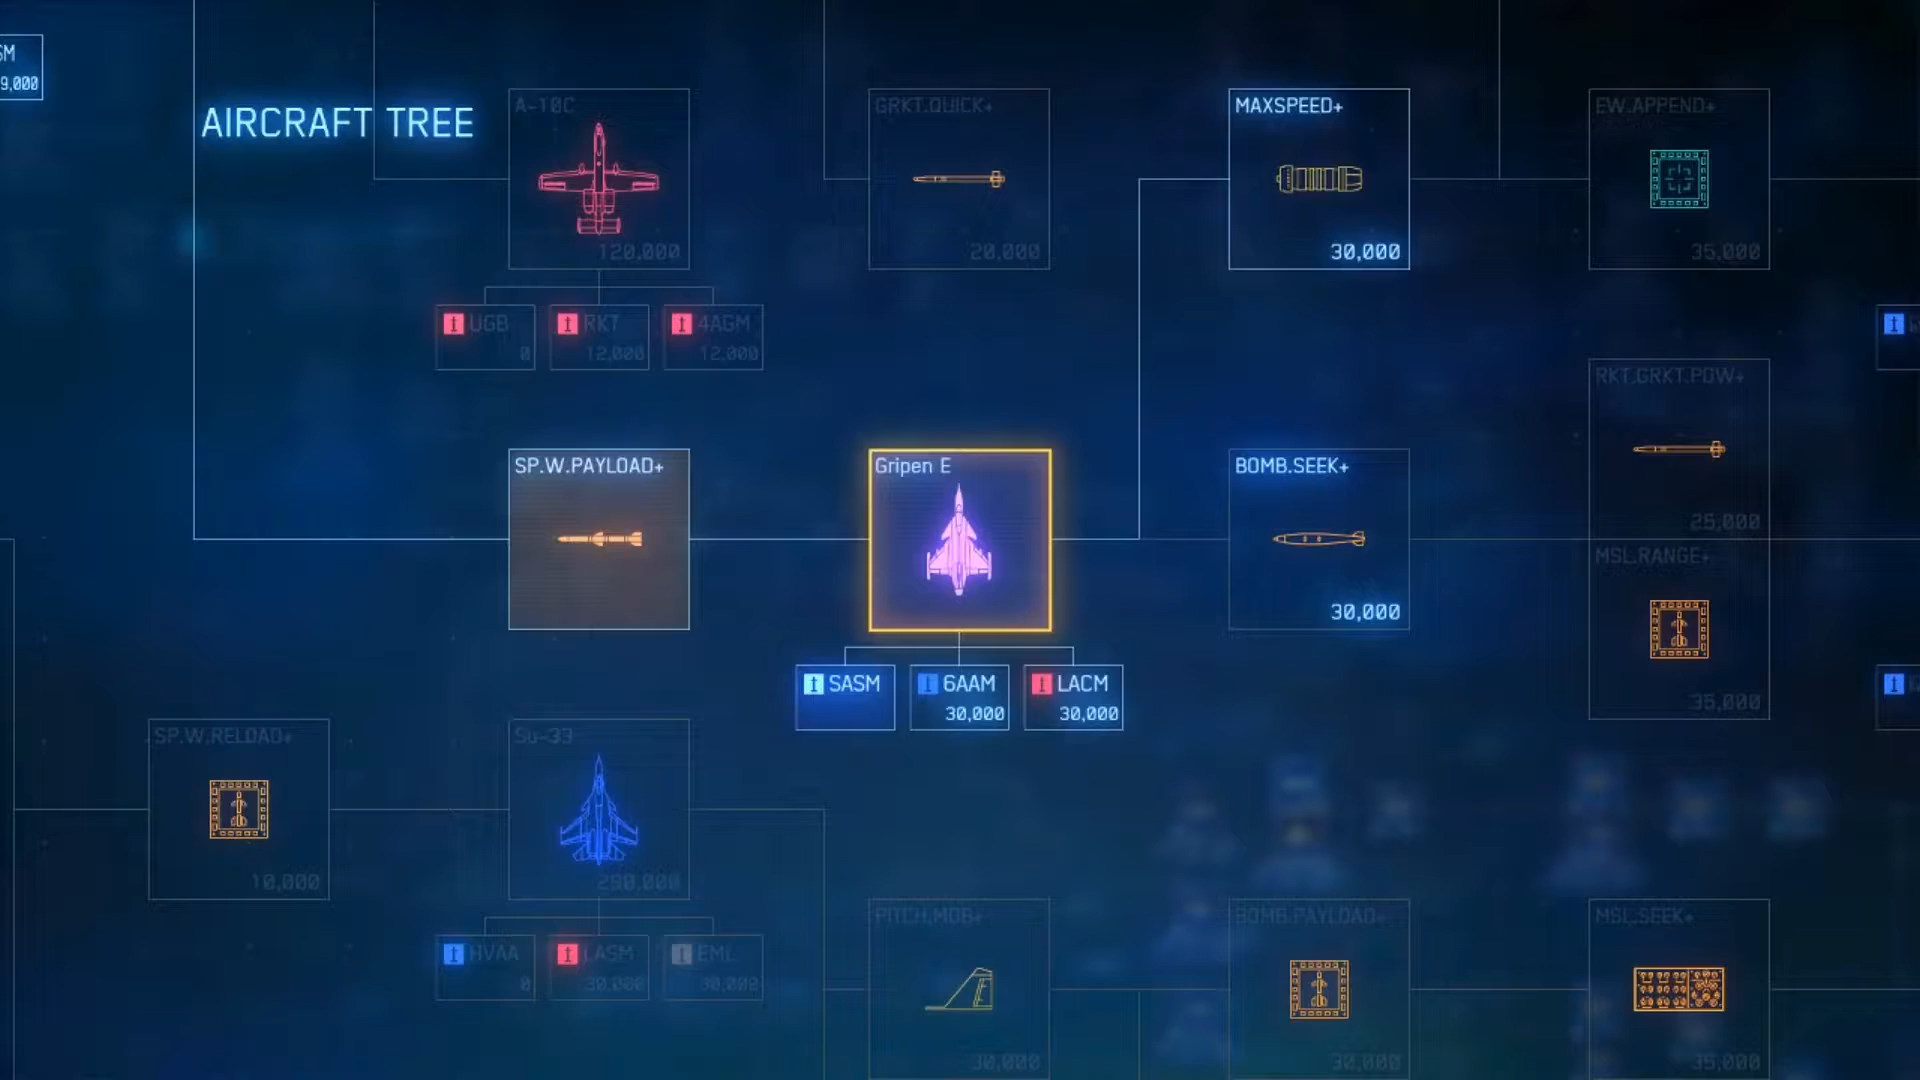 SM
9,000
AIRCRAFT TREE
A-10C
120,000
UGB
0
RKT
12,000
4AGM
12,000
GRKT.QUICK+
20,000
MAXSPEED+
30,000
EW.APPEND+
35,000
SP.W.PAYLOAD+
Gripen E
SASM
6AAM
30,000
LACM
30,000
BOMB.SEEK+
30,000
RKT.GRKT.POW+
25,000
MSL.RANGE+
35,000
SP.W.RELOAD+
10,000
Su-33
280,000
HVAA
0
LASM
30,000
EML
30,000
PITCH.MOB+
30,000
BOMB.PAYLOAD+
30,000
MSL.SEEK+
35,000